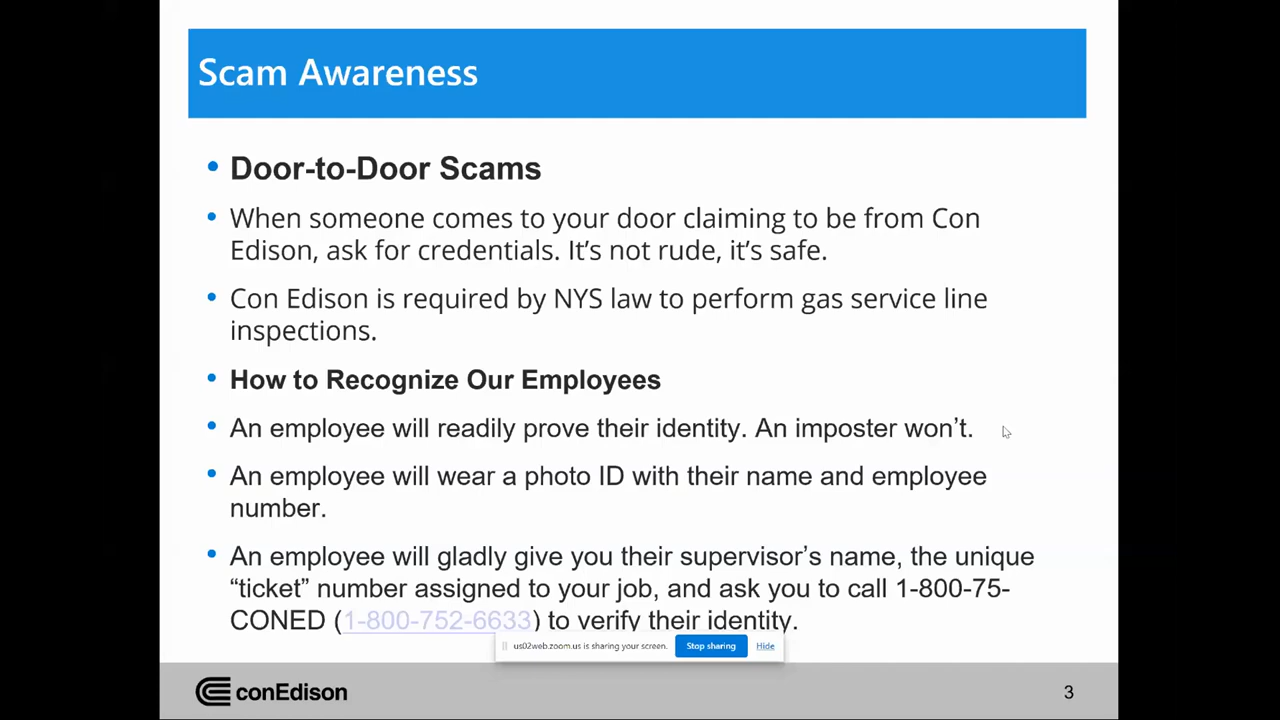 Scam Awareness
• Door-to-Door Scams
• When someone comes to your door claiming to be from Con
Edison, ask for credentials. It’s not rude, it’s safe.
• Con Edison is required by NYS law to perform gas service line
inspections.
• How to Recognize Our Employees
• An employee will readily prove their identity. An imposter won’t.
• An employee will wear a photo ID with their name and employee
number.
• An employee will gladly give you their supervisor’s name, the unique
“ticket” number assigned to your job, and ask you to call 1-800-75-
CONED (1-800-752-6633) to verify their identity.
us02web.zoom.us is sharing your screen. Stop sharing Hide
conEdison 3